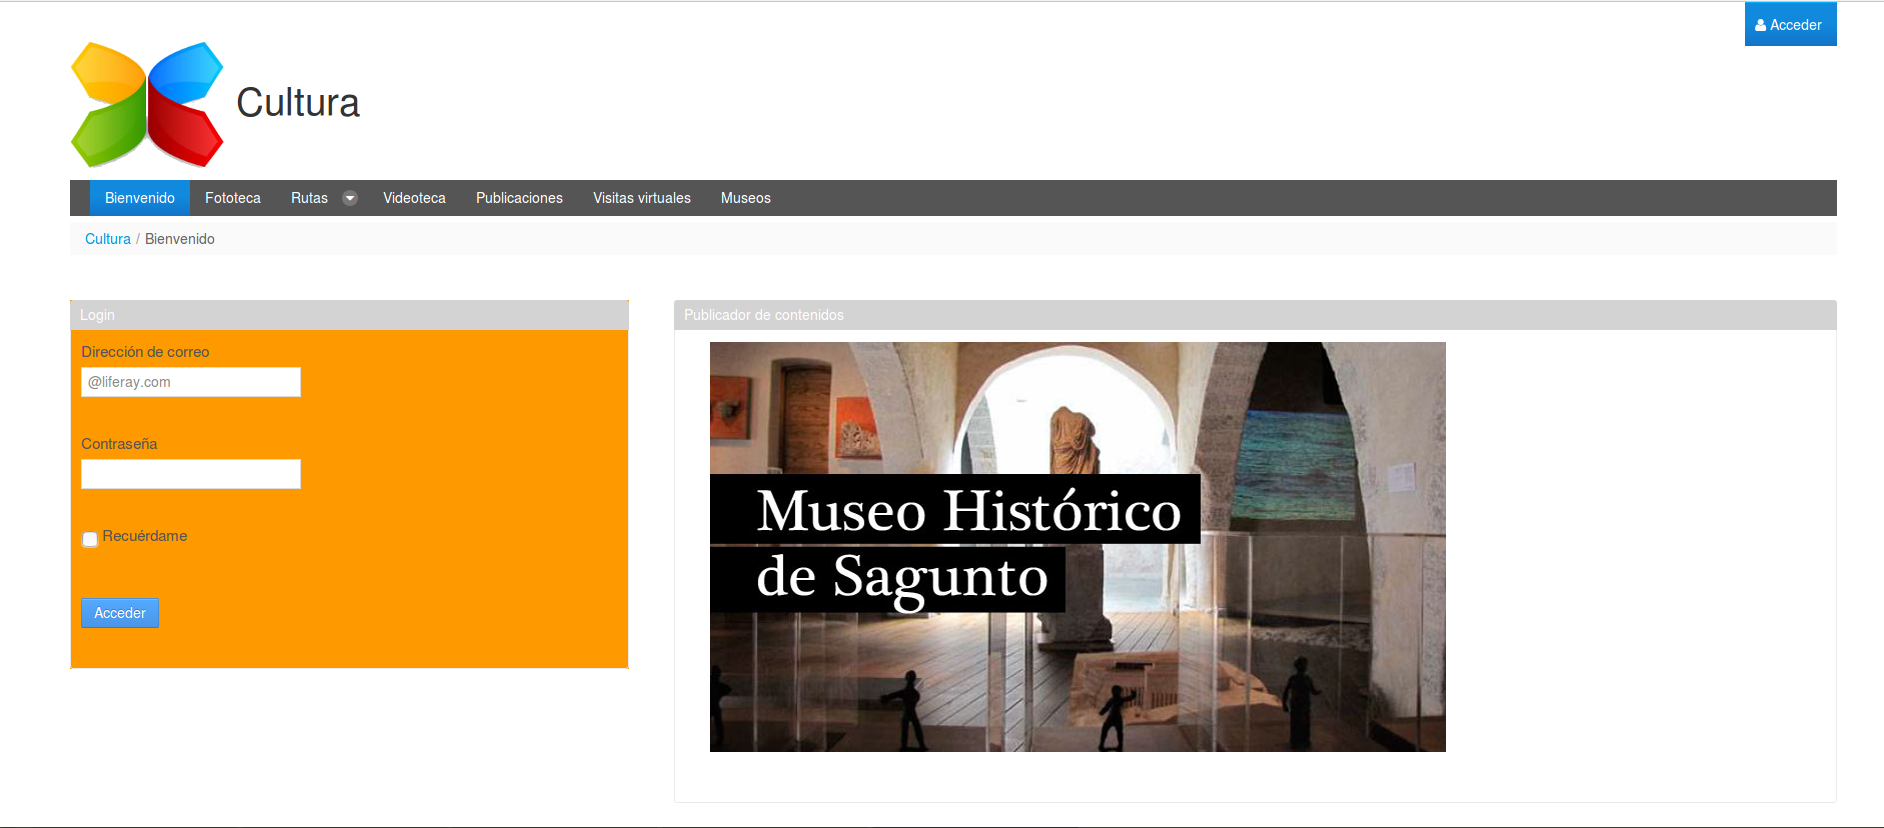 Acceder
Cultura
Bienvenido Fototeca Rutas Videoteca Publicaciones Visitas virtuales Museos
Cultura / Bienvenido
Login
Dirección de correo
@liferay.com
Contraseña
Recuérdame
Acceder
Publicador de contenidos
Museo Histórico
de Sagunto